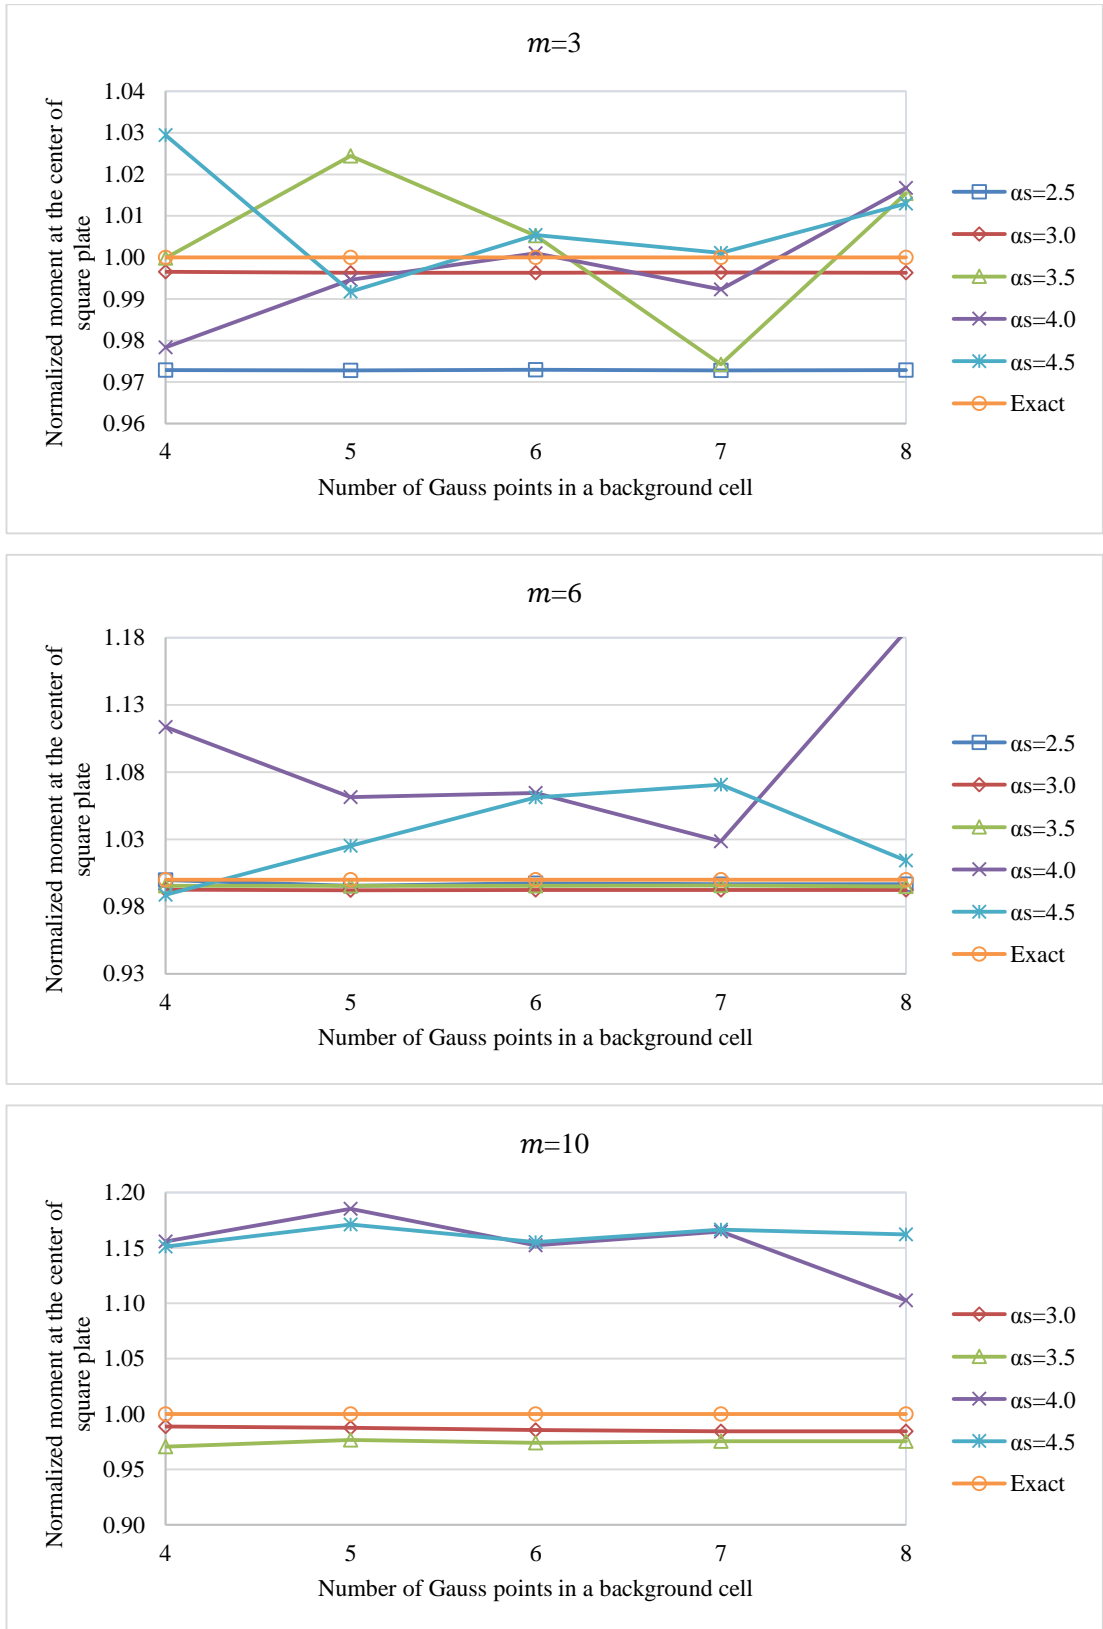 m=3
Normalized moment at the center of
square plate
1.04
1.03
1.02
1.01
1.00
0.99
0.98
0.97
0.96
4 5 6 7 8
Number of Gauss points in a background cell
αs=2.5
αs=3.0
αs=3.5
αs=4.0
αs=4.5
Exact
m=6
Normalized moment at the center of
square plate
1.18
1.13
1.08
1.03
0.98
0.93
4 5 6 7 8
Number of Gauss points in a background cell
αs=2.5
αs=3.0
αs=3.5
αs=4.0
αs=4.5
Exact
m=10
Normalized moment at the center of
square plate
1.20
1.15
1.10
1.05
1.00
0.95
0.90
4 5 6 7 8
Number of Gauss points in a background cell
αs=3.0
αs=3.5
αs=4.0
αs=4.5
Exact